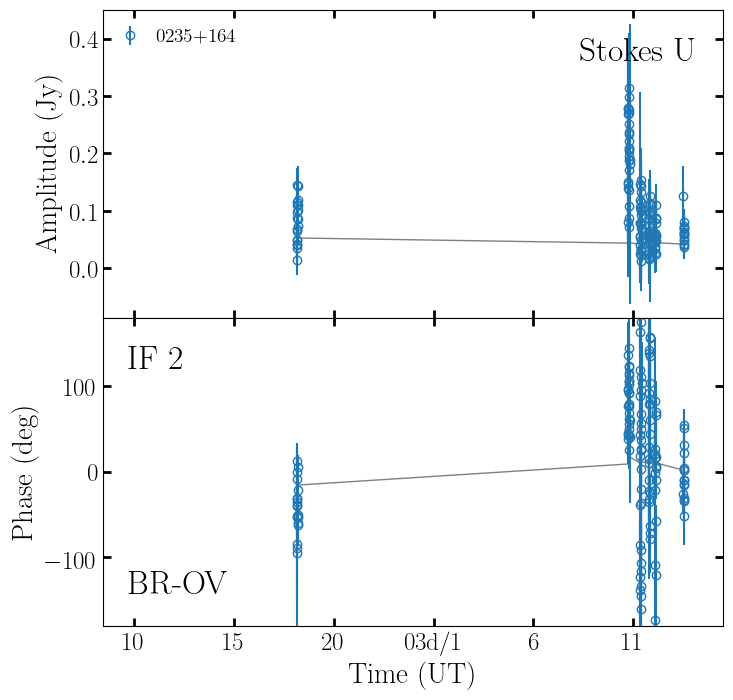 0235+164
Stokes U
0.4
0.3
0.2
0.1
0.0
Amplitude (Jy)
IF 2
100
0
−100
Phase (deg)
BR-OV
10 15 20 03d/1 6 11
Time (UT)